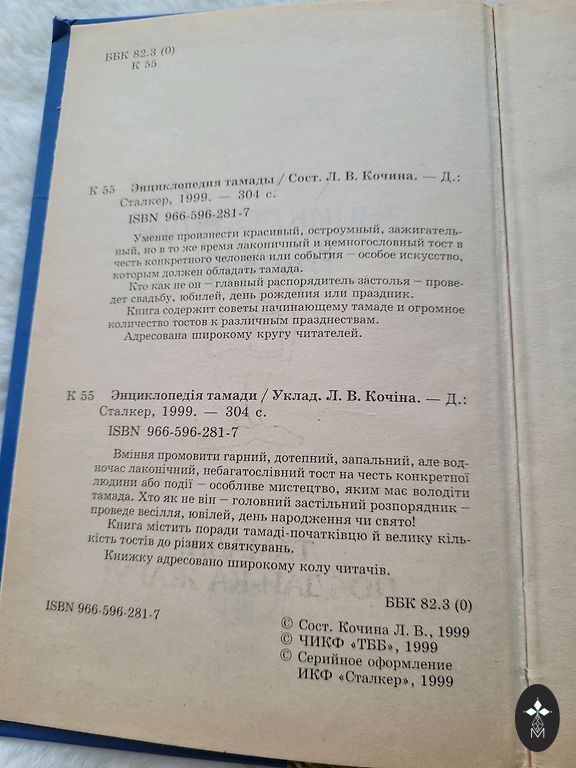 ББК 82.3 (0)
К 55
К 55 Энциклопедия тамады / Сост. Л. В. Кочина. — Д.:
Сталкер, 1999. — 304 с.
ISBN 966-596-281-7
Умение произнести красивый, остроумный, зажигатель-
ный, но в то же время лаконичный и немногословный тост в
честь конкретного человека или события – особое искусство,
которым должен обладать тамада.
Кто как не он – главный распорядитель застолья – прове-
дет свадьбу, юбилей, день рождения или праздник.
Книга содержит советы начинающему тамаде и огромное
количество тостов к различным празднествам.
Адресована широкому кругу читателей.
К 55 Энциклопедія тамади / Уклад. Л. В. Кочіна. — Д.:
Сталкер, 1999. — 304 с.
ISBN 966-596-281-7
Вміння промовити гарний, дотепний, запальний, але вод-
ночас лаконічний, небагатослівний тост на честь конкретної
людини або події – особливе мистецтво, яким має володіти
тамада. Хто як не він – головний застільний розпорядник –
проведе весілля, ювілей, день народження чи свято!
Книга містить поради тамаді-початківцю й велику кіль-
кість тостів до різних святкувань.
Книжку адресовано широкому колу читачів.
ББК 82.3 (0)
ISBN 966-596-281-7
© Сост. Кочина Л. В., 1999
© ЧИКФ «ТББ», 1999
© Серийное оформление
ИКФ «Сталкер», 1999
М